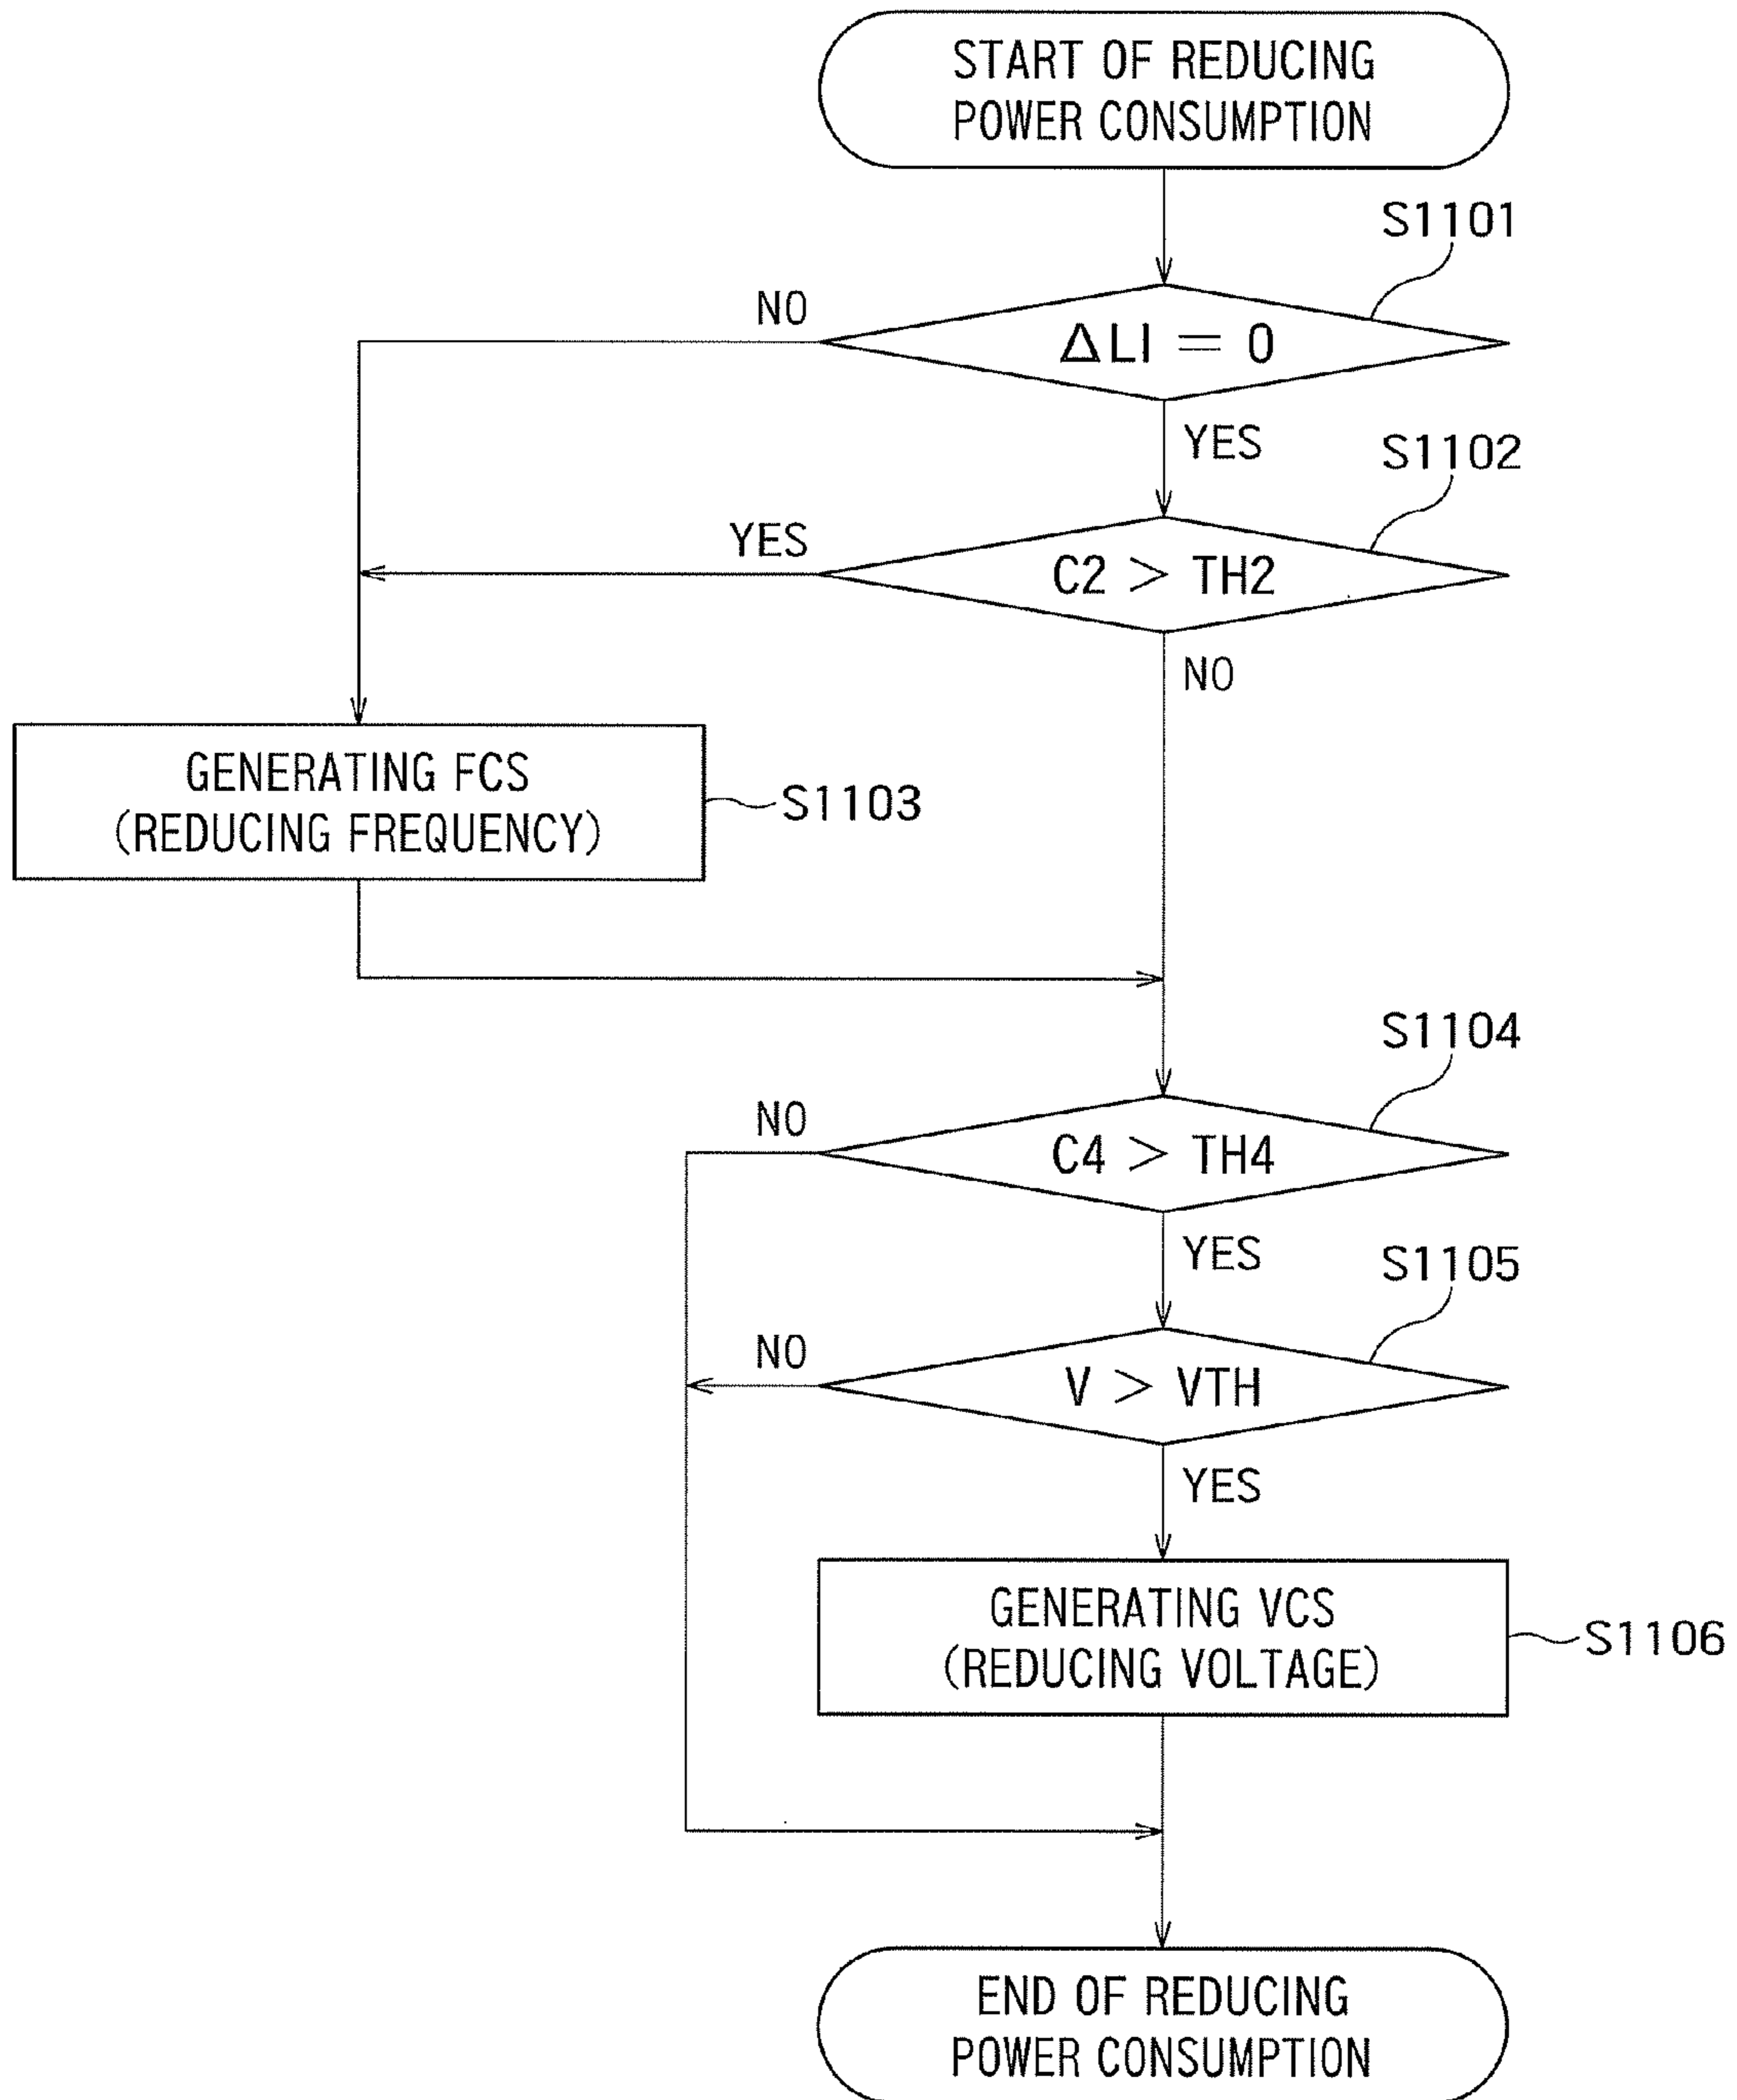 START OF REDUCING
POWER CONSUMPTION
S1101
NO
ΔLI = 0
YES
S1102
YES
C2 > TH2
NO
GENERATING FCS
(REDUCING FREQUENCY)
S1103
S1104
NO
C4 > TH4
YES
S1105
NO
V > VTH
YES
GENERATING VCS
(REDUCING VOLTAGE)
S1106
END OF REDUCING
POWER CONSUMPTION